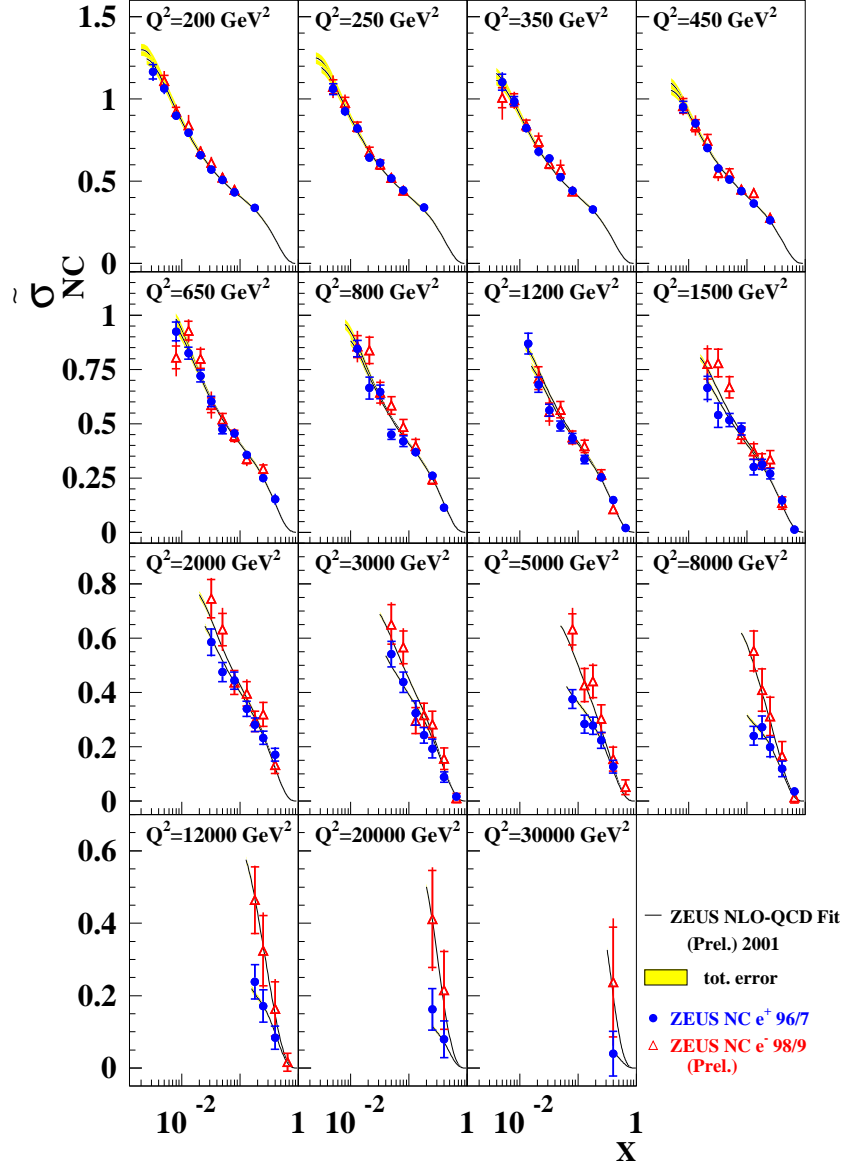 Q²=200 GeV² Q²=250 GeV² Q²=350 GeV² Q²=450 GeV²
1.5
1
0.5
0
σ̃NC
Q²=650 GeV² Q²=800 GeV² Q²=1200 GeV² Q²=1500 GeV²
1
0.75
0.5
0.25
0
Q²=2000 GeV² Q²=3000 GeV² Q²=5000 GeV² Q²=8000 GeV²
0.8
0.6
0.4
0.2
0
Q²=12000 GeV² Q²=20000 GeV² Q²=30000 GeV²
0.6
0.4
0.2
0
ZEUS NLO-QCD Fit
(Prel.) 2001
tot. error
ZEUS NC e⁺ 96/7
ZEUS NC e⁻ 98/9
(Prel.)
10⁻² 1 10⁻² 1 10⁻² 1
X